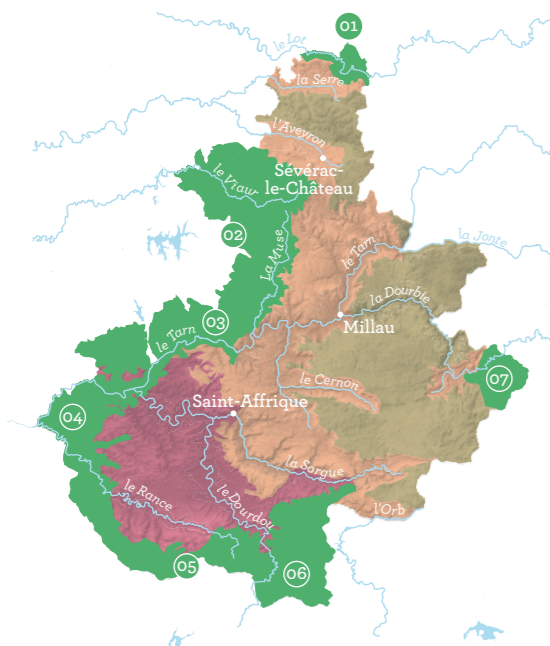 01
le Lot
la Serre
l'Aveyron
Sévérac-
le-Château
le Viaur
02
La Muse
le Tarn
la Jonte
la Dourbie
03
le Tarn
Millau
07
le Cernon
Saint-Affrique
04
la Sorgue
le Rance
le Dourdou
l'Orb
05
06